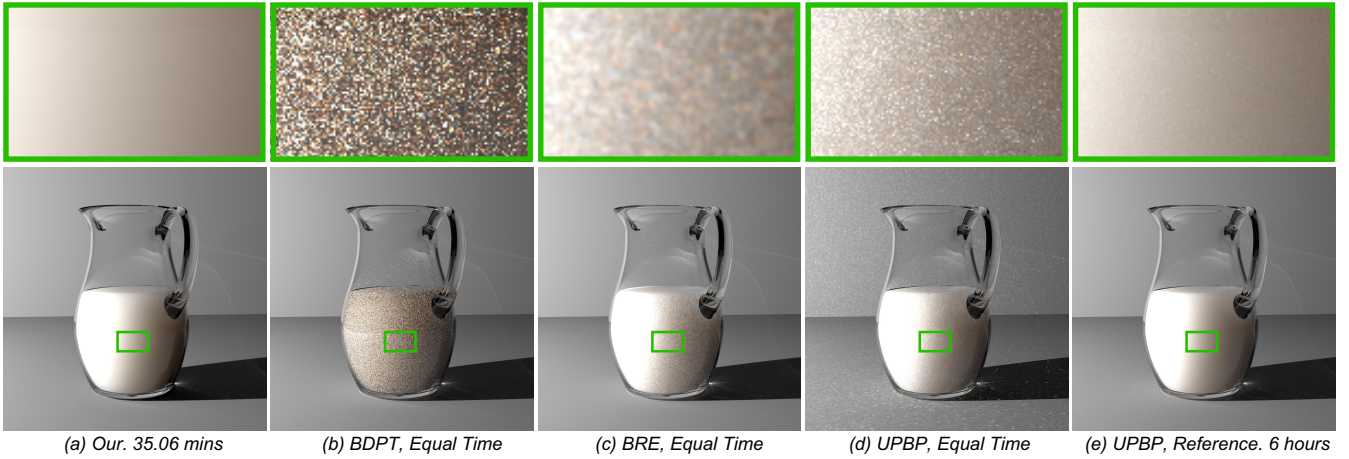 (a) Our. 35.06 mins
(b) BDPT, Equal Time
(c) BRE, Equal Time
(d) UPBP, Equal Time
(e) UPBP, Reference. 6 hours